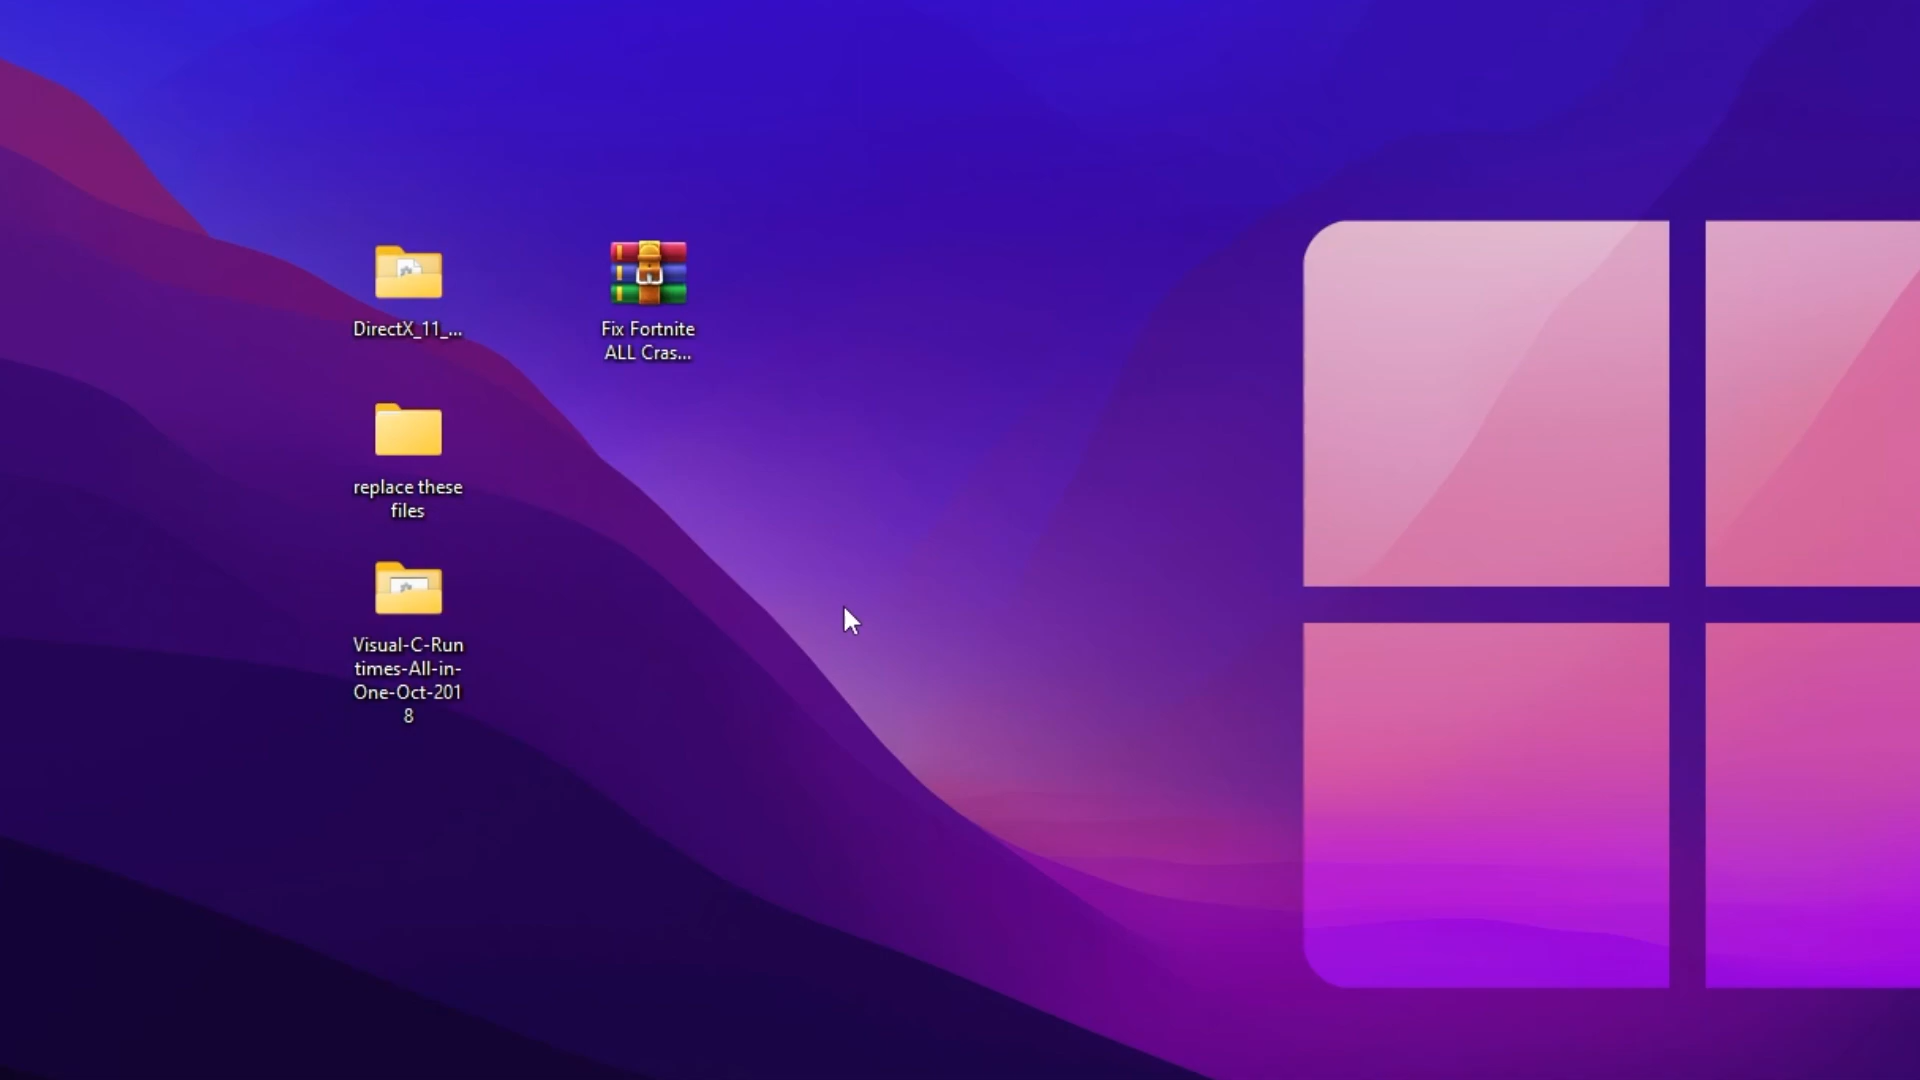 DirectX_11_...
Fix Fortnite
ALL Cras...
replace these
files
Visual-C-Run
times-All-in-
One-Oct-201
8